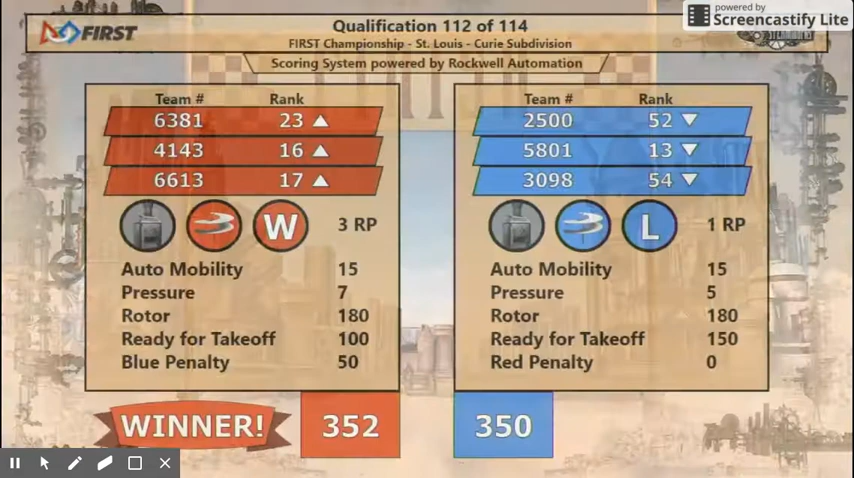 powered by
Screencastify Lite
FIRST
Qualification 112 of 114
FIRST Championship - St. Louis - Curie Subdivision
Scoring System powered by Rockwell Automation
Team # Rank
6381 23 ▲
4143 16 ▲
6613 17 ▲
W 3 RP
Auto Mobility 15
Pressure 7
Rotor 180
Ready for Takeoff 100
Blue Penalty 50
WINNER! 352
Team # Rank
2500 52 ▼
5801 13 ▼
3098 54 ▼
L 1 RP
Auto Mobility 15
Pressure 5
Rotor 180
Ready for Takeoff 150
Red Penalty 0
350